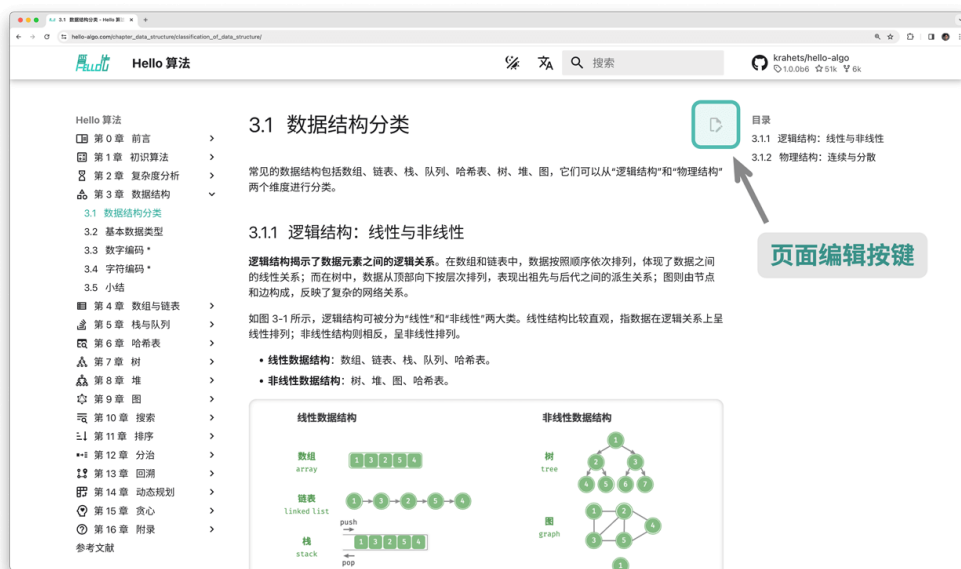 3.1 数据结构分类 - Hello 算法
hello-algo.com/chapter_data_structure/classification_of_data_structure/
HELLO
Hello 算法
搜索
krahets/hello-algo
1.0.0b6 51k 6k
Hello 算法
第 0 章 前言
第 1 章 初识算法
第 2 章 复杂度分析
第 3 章 数据结构
3.1 数据结构分类
3.2 基本数据类型
3.3 数字编码 *
3.4 字符编码 *
3.5 小结
第 4 章 数组与链表
第 5 章 栈与队列
第 6 章 哈希表
第 7 章 树
第 8 章 堆
第 9 章 图
第 10 章 搜索
第 11 章 排序
第 12 章 分治
第 13 章 回溯
第 14 章 动态规划
第 15 章 贪心
第 16 章 附录
参考文献
3.1 数据结构分类
常见的数据结构包括数组、链表、栈、队列、哈希表、树、堆、图，它们可以从“逻辑结构”和“物理结构”
两个维度进行分类。
3.1.1 逻辑结构：线性与非线性
逻辑结构揭示了数据元素之间的逻辑关系。在数组和链表中，数据按照顺序依次排列，体现了数据之间
的线性关系；而在树中，数据从顶部向下按层次排列，表现出祖先与后代之间的派生关系；图则由节点
和边构成，反映了复杂的网络关系。
如图 3-1 所示，逻辑结构可被分为“线性”和“非线性”两大类。线性结构比较直观，指数据在逻辑关系上呈
线性排列；非线性结构则相反，呈非线性排列。
• 线性数据结构：数组、链表、栈、队列、哈希表。
• 非线性数据结构：树、堆、图、哈希表。
线性数据结构
数组
array
1 3 2 5 4
链表
linked list
1 3 2 5 4
push
栈
stack
1 3 2 5 4
pop
非线性数据结构
树
tree
1
2 3
4 5 6 7
图
graph
1 2
4
3 5
1
目录
3.1.1 逻辑结构：线性与非线性
3.1.2 物理结构：连续与分散
页面编辑按键